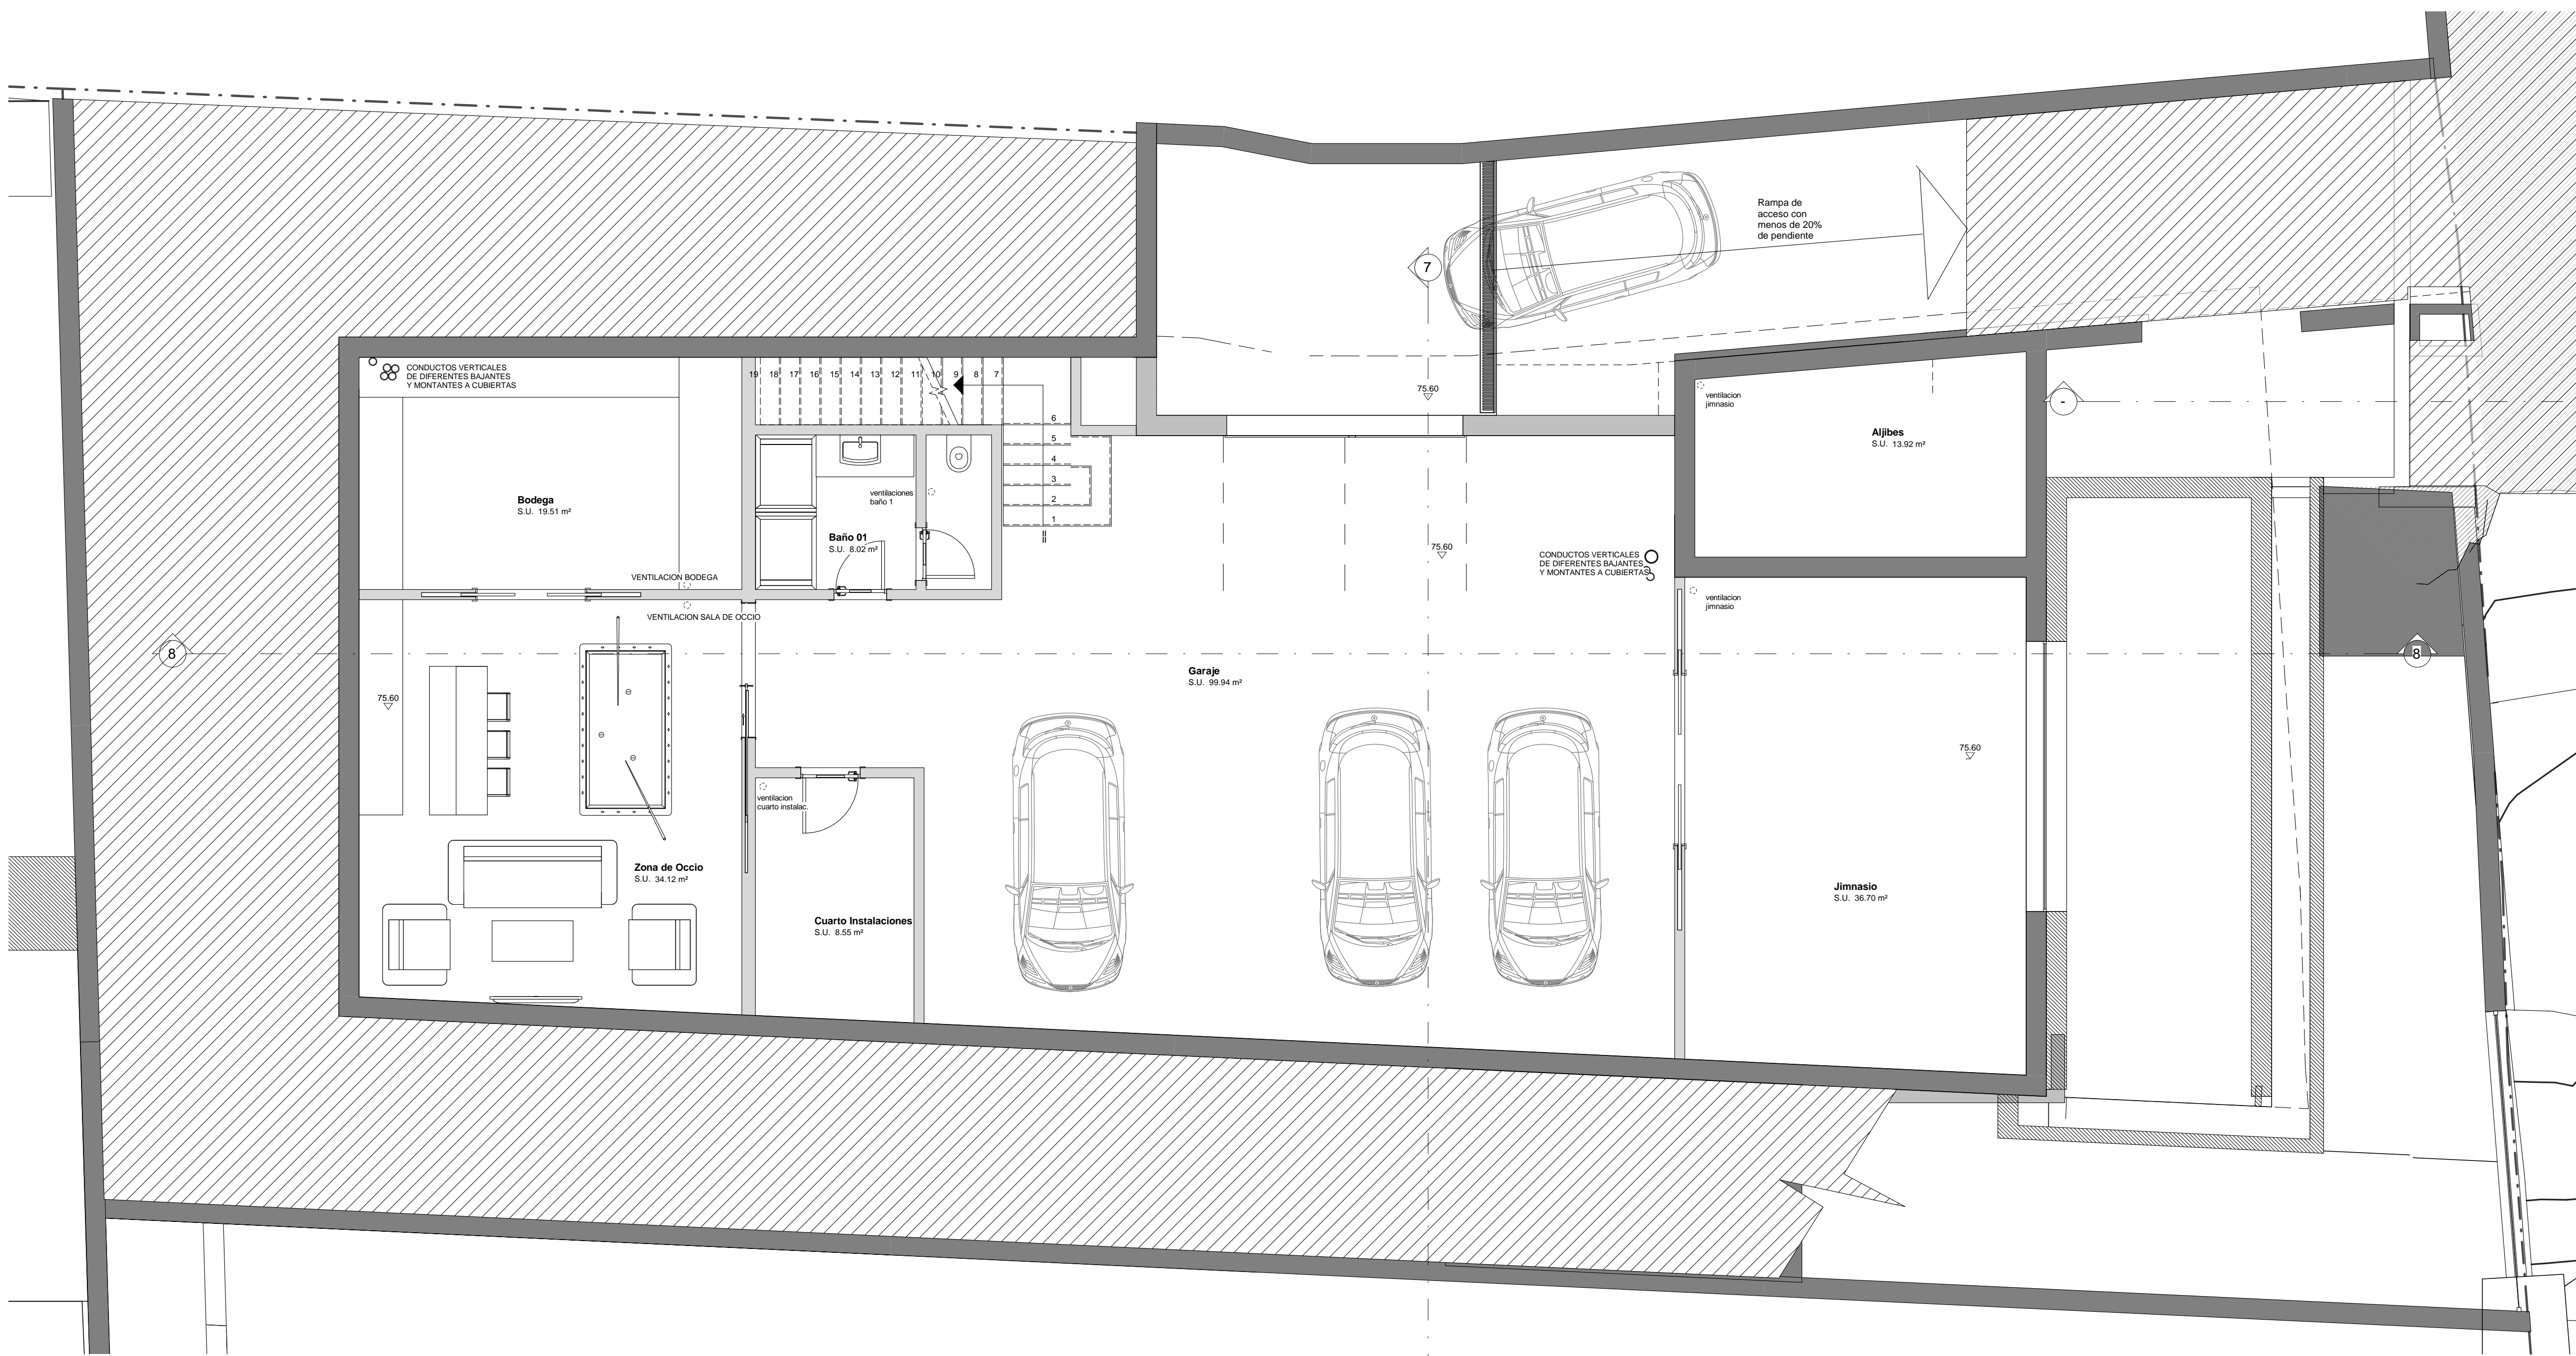 Rampa de
acceso con
menos de 20%
de pendiente
7
CONDUCTOS VERTICALES
DE DIFERENTES BAJANTES
Y MONTANTES A CUBIERTAS
19 18 17 16 15 14 13 12 11 10 9 8 7
6
5
4
3
2
1
75.60
ventilacion
jimnasio
-
Aljibes
S.U. 13.92 m²
Bodega
S.U. 19.51 m²
ventilaciones
baño 1
Baño 01
S.U. 8.02 m²
75.60
CONDUCTOS VERTICALES
DE DIFERENTES BAJANTES
Y MONTANTES A CUBIERTAS
VENTILACION BODEGA
VENTILACION SALA DE OCCIO
ventilacion
jimnasio
8
8
Garaje
S.U. 99.94 m²
75.60
75.60
ventilacion
cuarto instalac.
Zona de Occio
S.U. 34.12 m²
Jimnasio
S.U. 36.70 m²
Cuarto Instalaciones
S.U. 8.55 m²